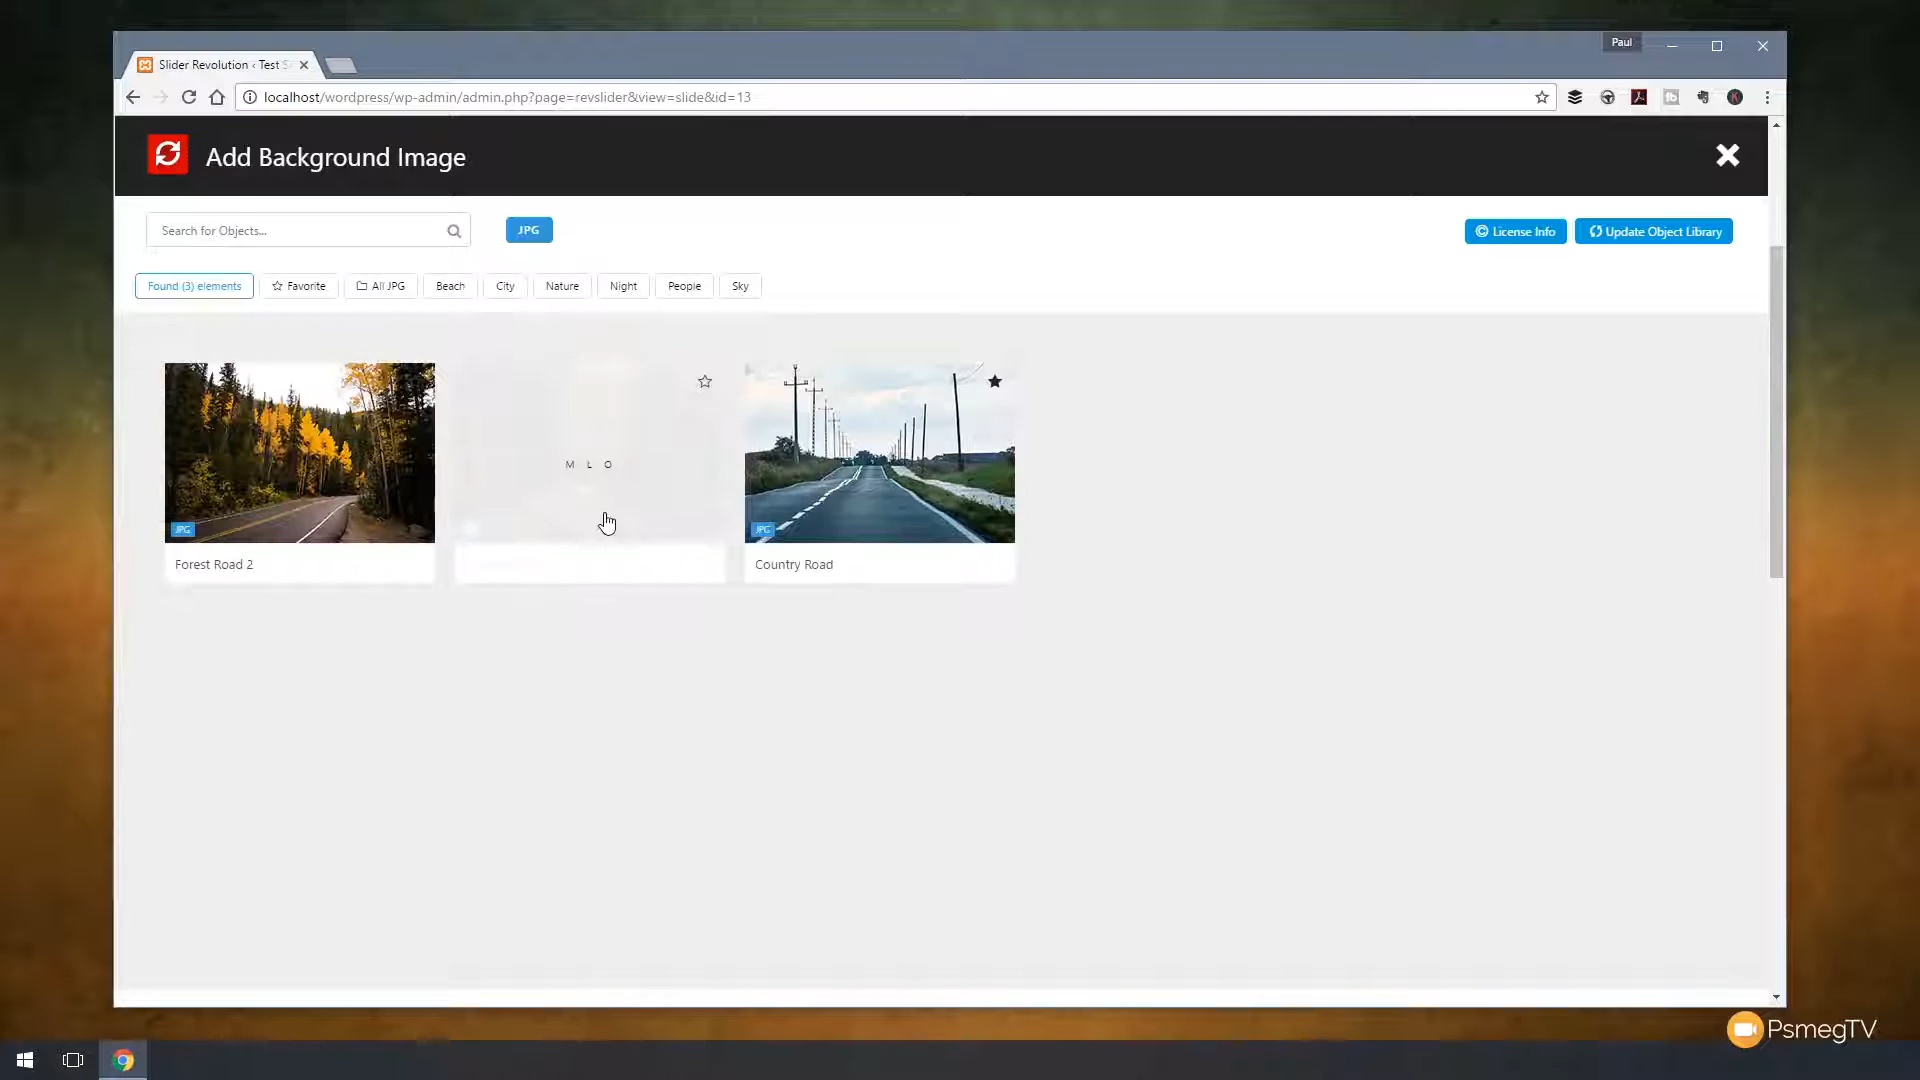 Paul
Slider Revolution ‹ Test S
localhost/wordpress/wp-admin/admin.php?page=revslider&view=slide&id=13
Add Background Image
Search for Objects...
JPG
License Info
Update Object Library
Found (3) elements
Favorite
All JPG
Beach
City
Nature
Night
People
Sky
M L O
JPG
JPG
Forest Road 2
Country Road
PsmegTV